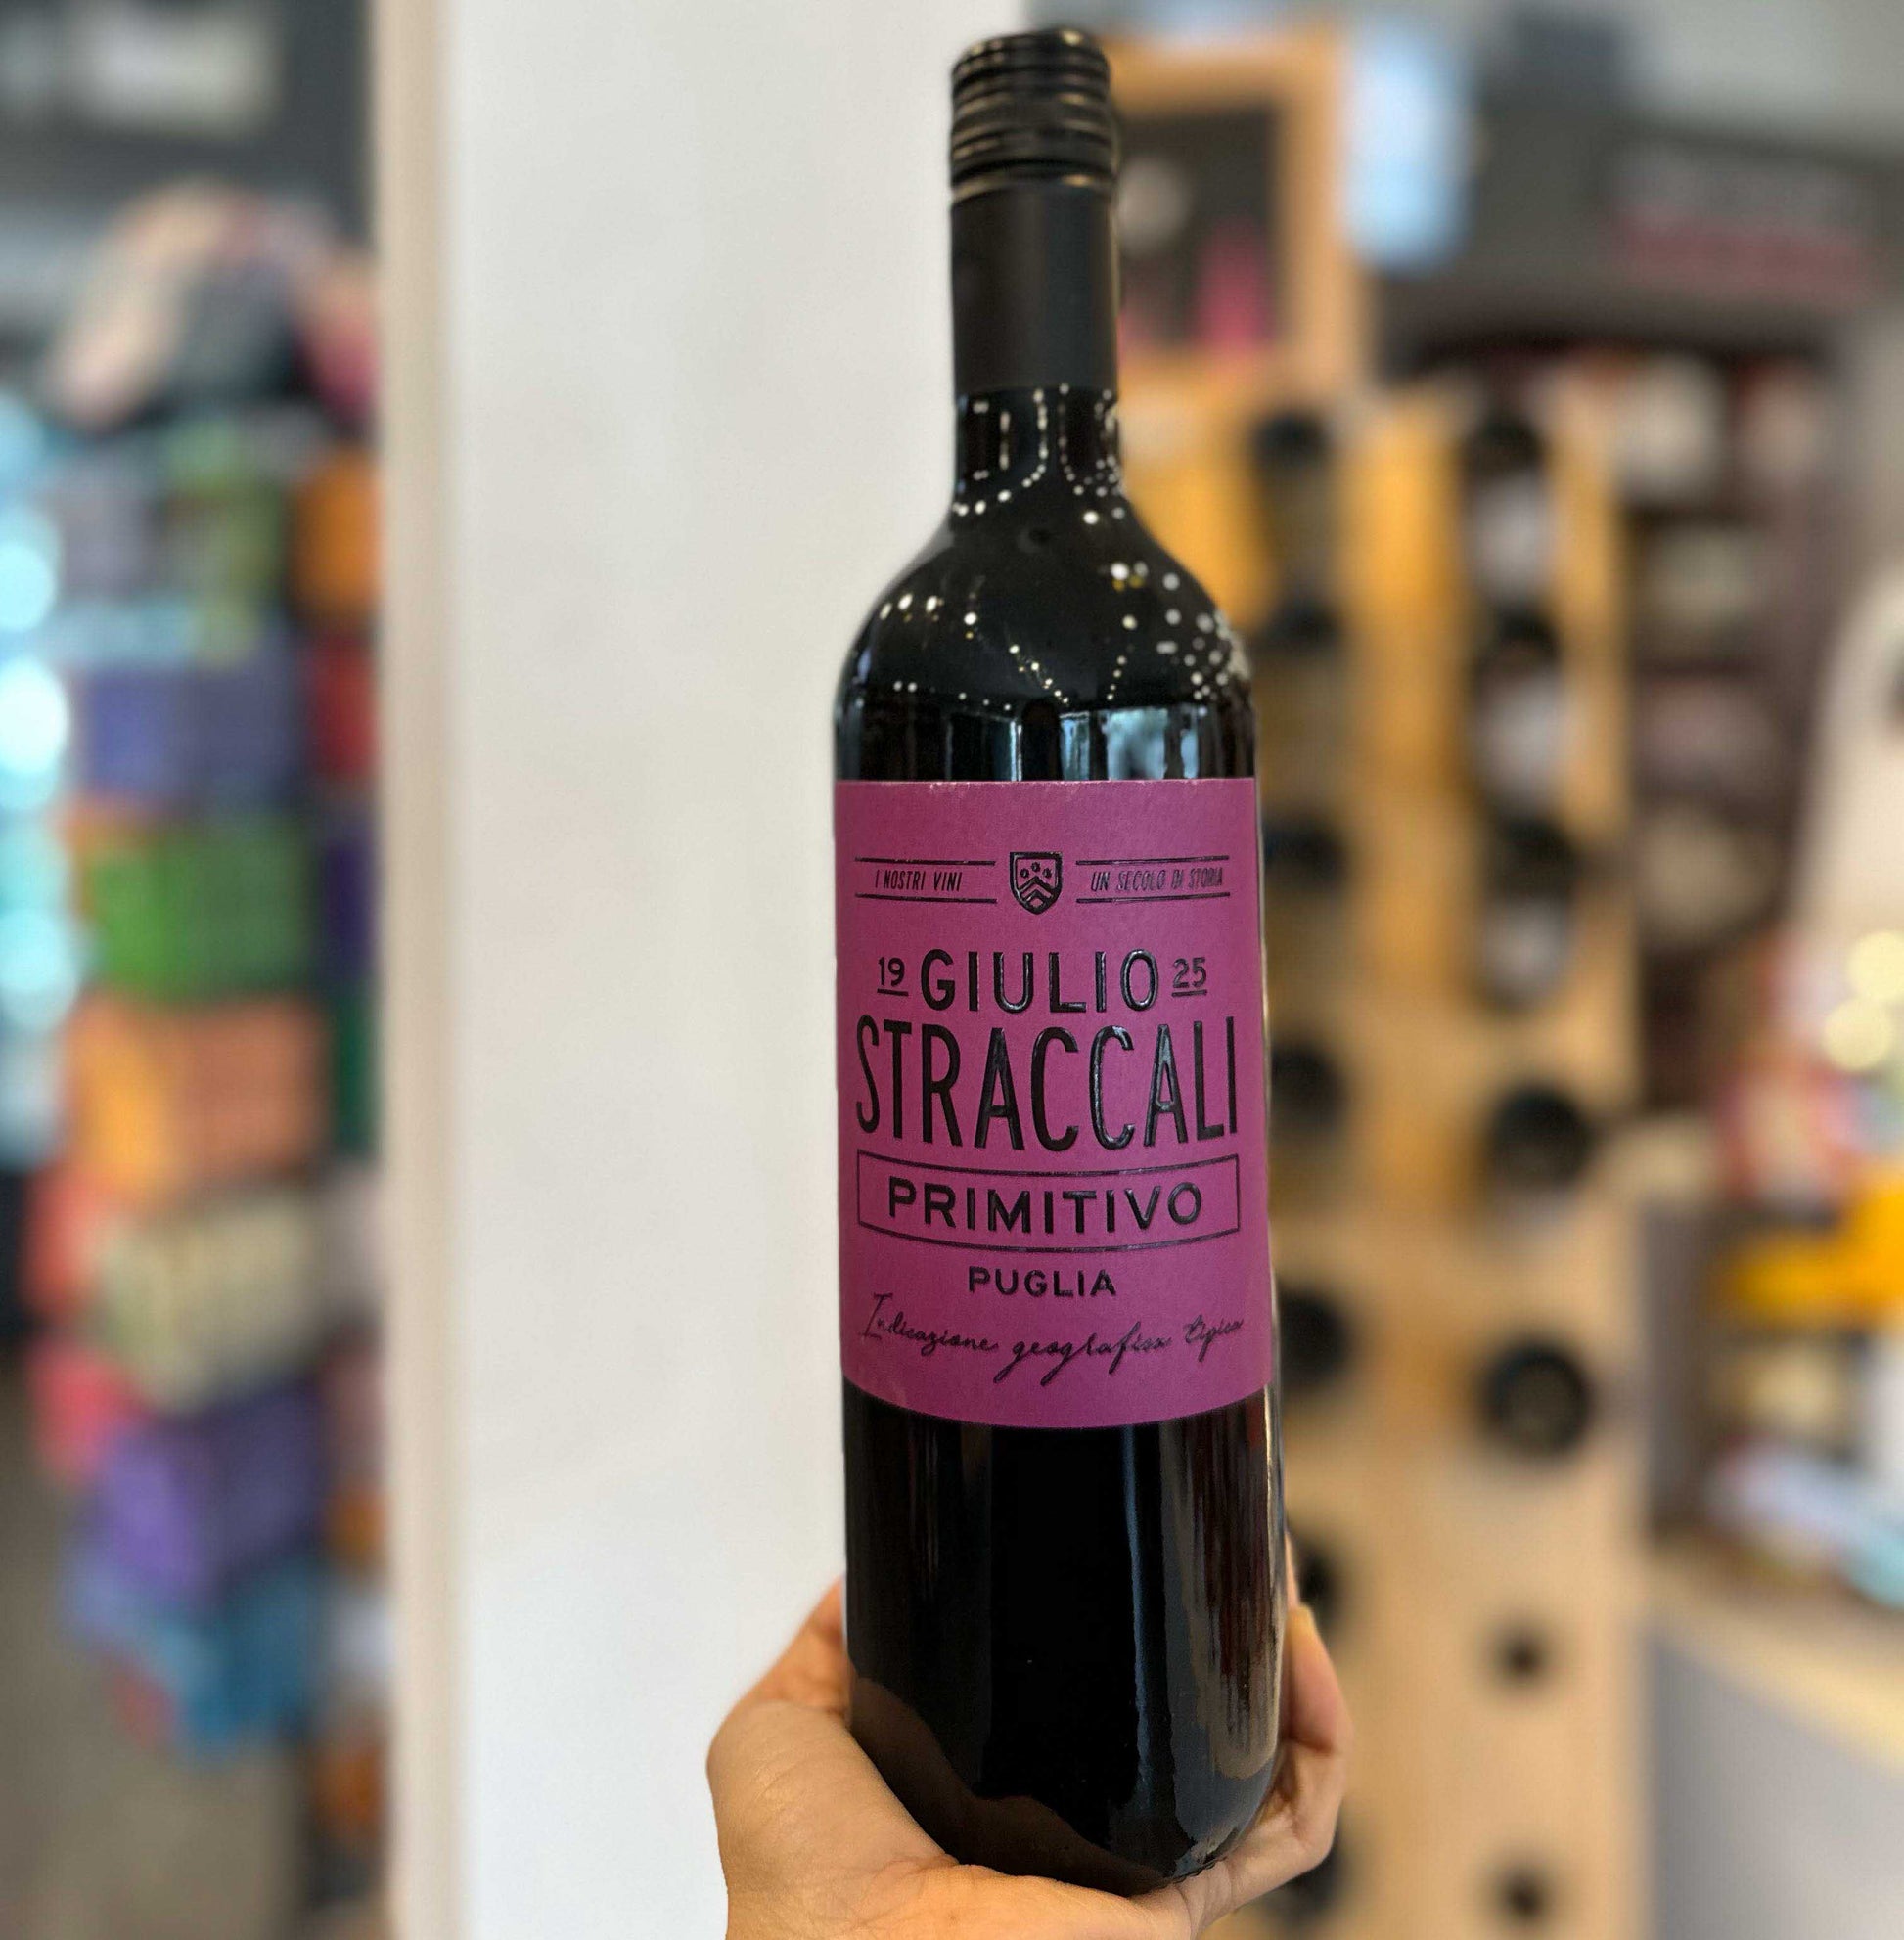 I NOSTRI VINI UN SECOLO DI STORIA
19 GIULIO 25
STRACCALI
PRIMITIVO
PUGLIA
Indicazione geografica tipica